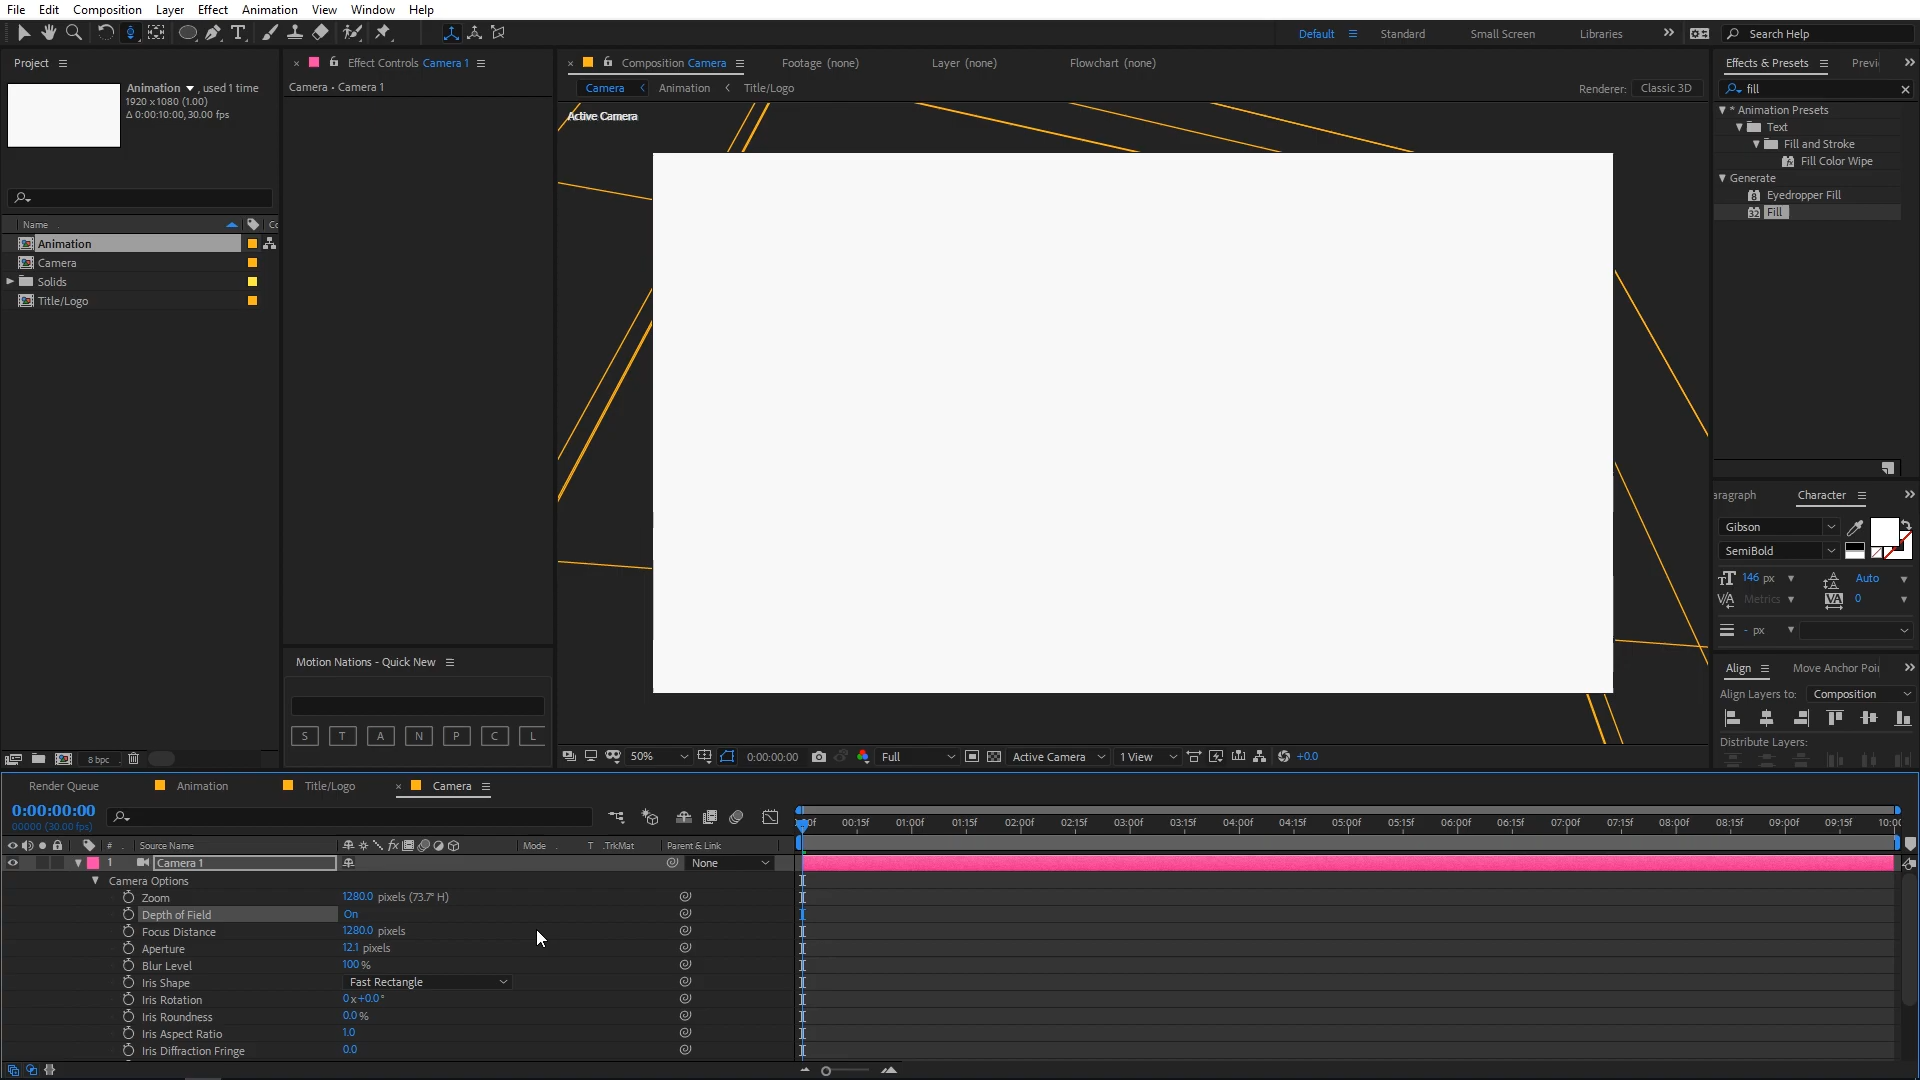 File Edit Composition Layer Effect Animation View Window Help
Default Standard Small Screen Libraries Search Help
Project
Animation , used 1 time
1920 x 1080 (1.00)
Δ 0:00:10:00, 30.00 fps
Name
Animation
Camera
Solids
Title/Logo
8 bpc
Effect Controls Camera 1
Camera • Camera 1
Motion Nations - Quick New
S T A N P C L
Composition Camera Footage (none) Layer (none) Flowchart (none)
Camera Animation Title/Logo Renderer: Classic 3D
Active Camera
50% 0:00:00:00 Full Active Camera 1 View +0.0
Effects & Presets Previ
fill
* Animation Presets
Text
Fill and Stroke
Fill Color Wipe
Generate
Eyedropper Fill
Fill
aragraph Character
Gibson
SemiBold
146 px Auto
Metrics 0
- px
Align Move Anchor Poi
Align Layers to: Composition
Distribute Layers:
Render Queue Animation Title/Logo Camera
0:00:00:00
00000 (30.00 fps)
00:15f 01:00f 01:15f 02:00f 02:15f 03:00f 03:15f 04:00f 04:15f 05:00f 05:15f 06:00f 06:15f 07:00f 07:15f 08:00f 08:15f 09:00f 09:15f 10:00
# Source Name Mode T .TrkMat Parent & Link
1 Camera 1 None
Camera Options
Zoom 1280.0 pixels (73.7° H)
Depth of Field On
Focus Distance 1280.0 pixels
Aperture 12.1 pixels
Blur Level 100 %
Iris Shape Fast Rectangle
Iris Rotation 0 x +0.0 °
Iris Roundness 0.0 %
Iris Aspect Ratio 1.0
Iris Diffraction Fringe 0.0